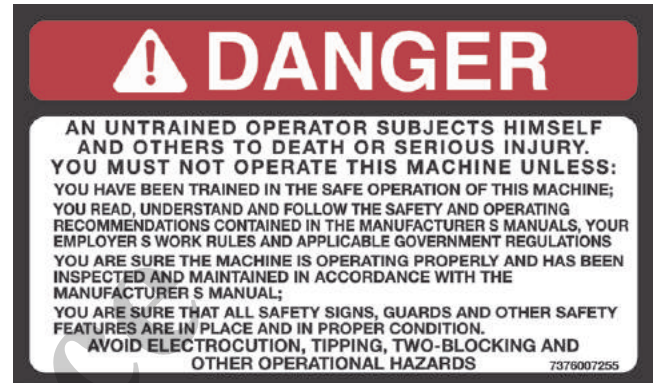 DANGER
AN UNTRAINED OPERATOR SUBJECTS HIMSELF
AND OTHERS TO DEATH OR SERIOUS INJURY.
YOU MUST NOT OPERATE THIS MACHINE UNLESS:
YOU HAVE BEEN TRAINED IN THE SAFE OPERATION OF THIS MACHINE;
YOU READ, UNDERSTAND AND FOLLOW THE SAFETY AND OPERATING
RECOMMENDATIONS CONTAINED IN THE MANUFACTURER S MANUALS, YOUR
EMPLOYER S WORK RULES AND APPLICABLE GOVERNMENT REGULATIONS
YOU ARE SURE THE MACHINE IS OPERATING PROPERLY AND HAS BEEN
INSPECTED AND MAINTAINED IN ACCORDANCE WITH THE
MANUFACTURER S MANUAL;
YOU ARE SURE THAT ALL SAFETY SIGNS, GUARDS AND OTHER SAFETY
FEATURES ARE IN PLACE AND IN PROPER CONDITION.
AVOID ELECTROCUTION, TIPPING, TWO-BLOCKING AND
OTHER OPERATIONAL HAZARDS 7376007255